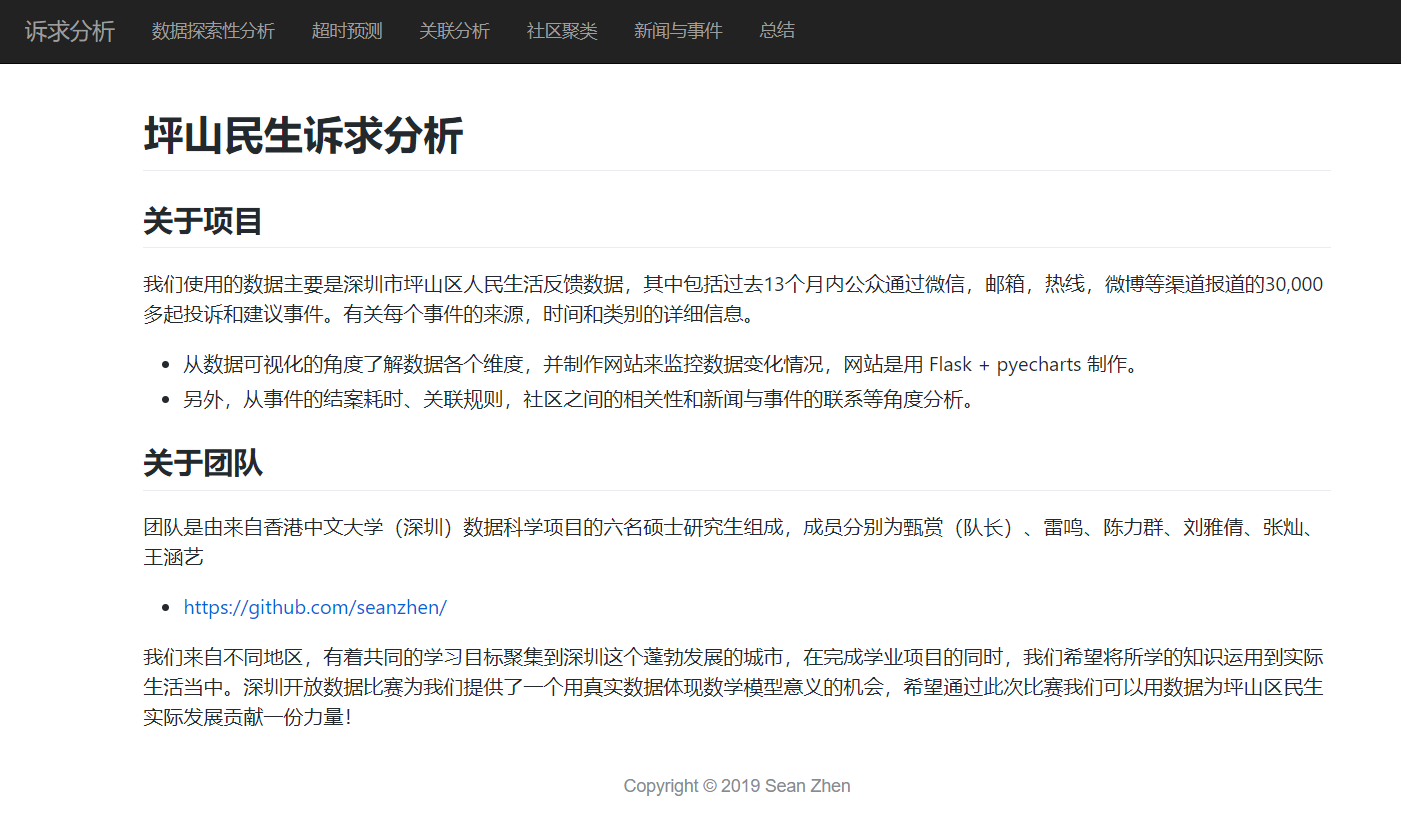 诉求分析 数据探索性分析 超时预测 关联分析 社区聚类 新闻与事件 总结
坪山民生诉求分析
关于项目
我们使用的数据主要是深圳市坪山区人民生活反馈数据，其中包括过去13个月内公众通过微信，邮箱，热线，微博等渠道报道的30,000
多起投诉和建议事件。有关每个事件的来源，时间和类别的详细信息。
• 从数据可视化的角度了解数据各个维度，并制作网站来监控数据变化情况，网站是用 Flask + pyecharts 制作。
• 另外，从事件的结案耗时、关联规则，社区之间的相关性和新闻与事件的联系等角度分析。
关于团队
团队是由来自香港中文大学（深圳）数据科学项目的六名硕士研究生组成，成员分别为甄赏（队长）、雷鸣、陈力群、刘雅倩、张灿、
王涵艺
• https://github.com/seanzhen/
我们来自不同地区，有着共同的学习目标聚集到深圳这个蓬勃发展的城市，在完成学业项目的同时，我们希望将所学的知识运用到实际
生活当中。深圳开放数据比赛为我们提供了一个用真实数据体现数学模型意义的机会，希望通过此次比赛我们可以用数据为坪山区民生
实际发展贡献一份力量！
Copyright © 2019 Sean Zhen